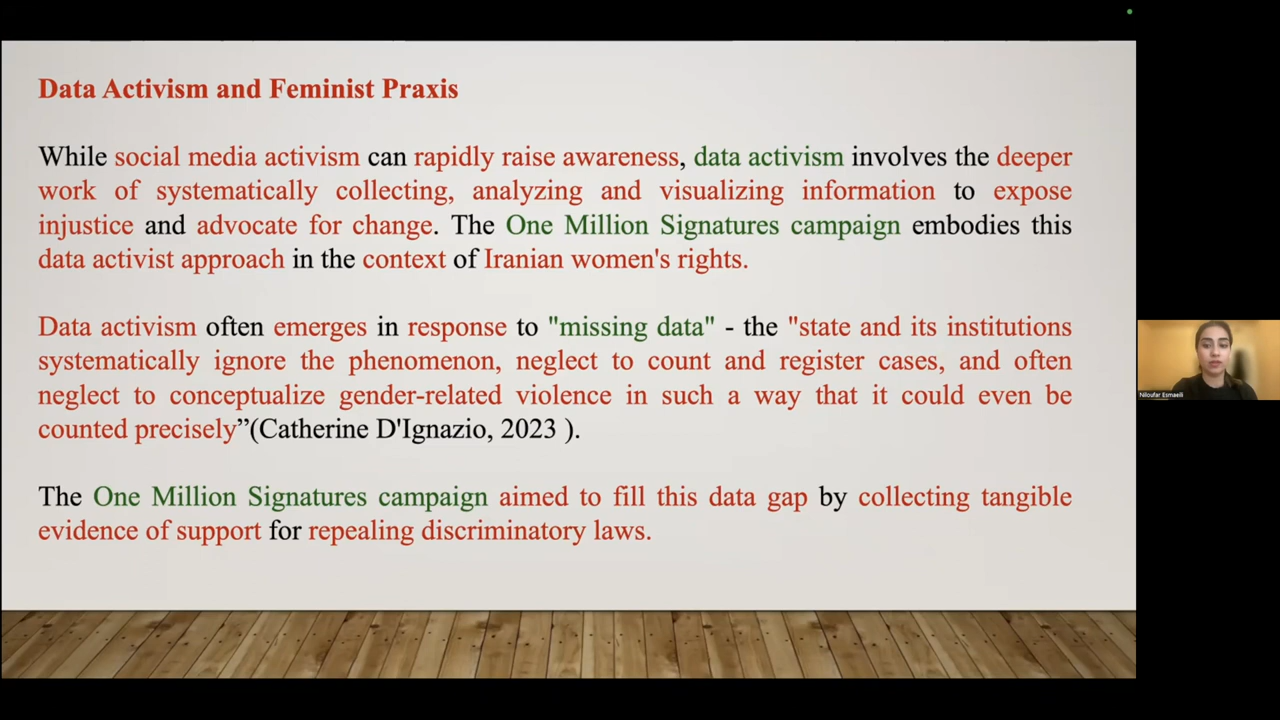 Data Activism and Feminist Praxis
While social media activism can rapidly raise awareness, data activism involves the deeper
work of systematically collecting, analyzing and visualizing information to expose
injustice and advocate for change. The One Million Signatures campaign embodies this
data activist approach in the context of Iranian women's rights.
Data activism often emerges in response to "missing data" - the "state and its institutions
systematically ignore the phenomenon, neglect to count and register cases, and often
neglect to conceptualize gender-related violence in such a way that it could even be
counted precisely”(Catherine D'Ignazio, 2023 ).
The One Million Signatures campaign aimed to fill this data gap by collecting tangible
evidence of support for repealing discriminatory laws.
Niloufar Esmaeili